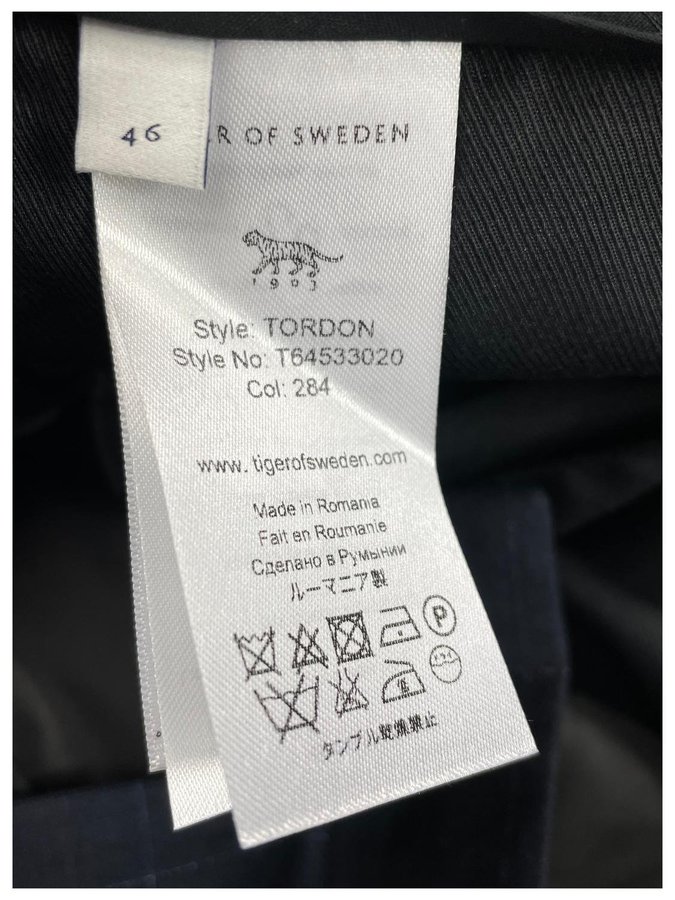 46
R OF SWEDEN
1903
Style: TORDON
Style No: T64533020
Col: 284
www.tigerofsweden.com
Made in Romania
Fait en Roumanie
Сделано в Румынии
ルーマニア製
P
タンブル乾燥禁止